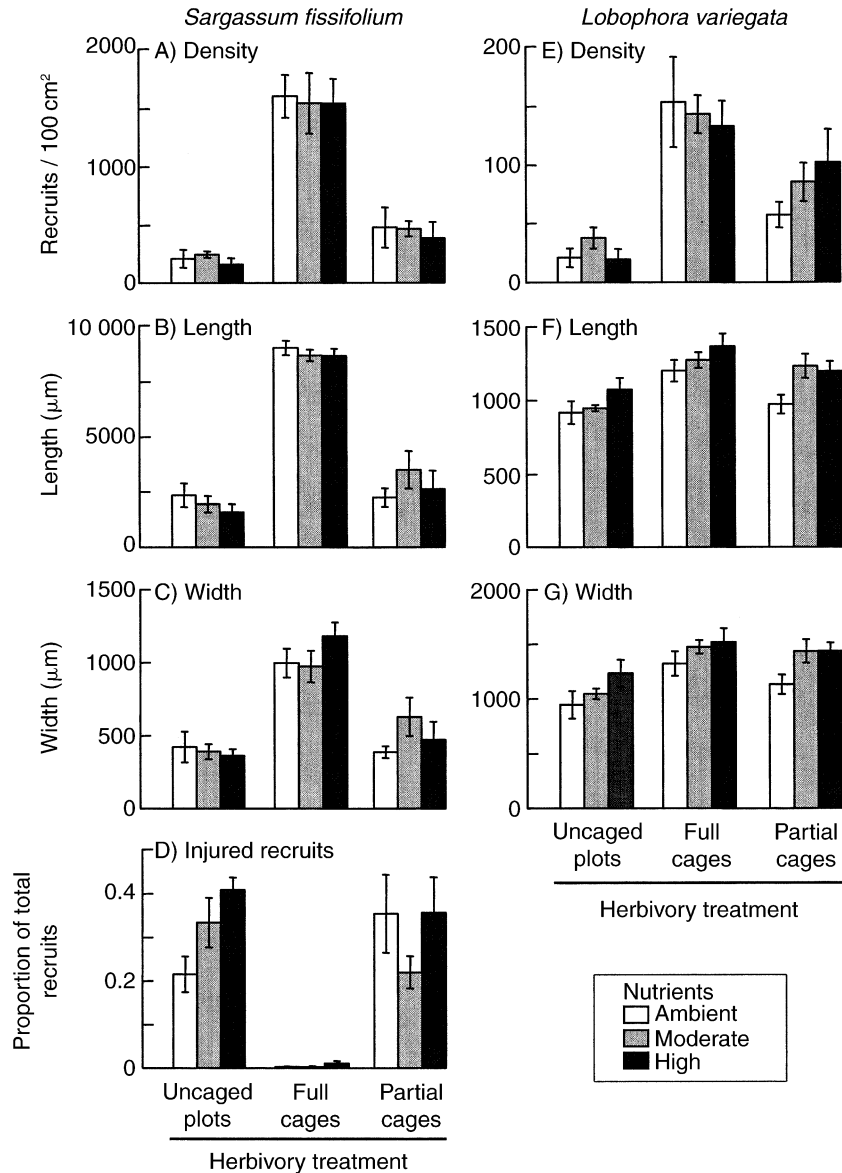 Sargassum fissifolium
A) Density
2000
1000
0
Recruits / 100 cm²
B) Length
10 000
5000
0
Length (μm)
C) Width
1500
1000
500
0
Width (μm)
D) Injured recruits
0.4
0.2
0
Proportion of total
recruits
Uncaged
plots
Full
cages
Partial
cages
Herbivory treatment
Lobophora variegata
E) Density
200
100
0
F) Length
1500
1000
500
0
G) Width
2000
1000
0
Uncaged
plots
Full
cages
Partial
cages
Herbivory treatment
Nutrients
Ambient
Moderate
High